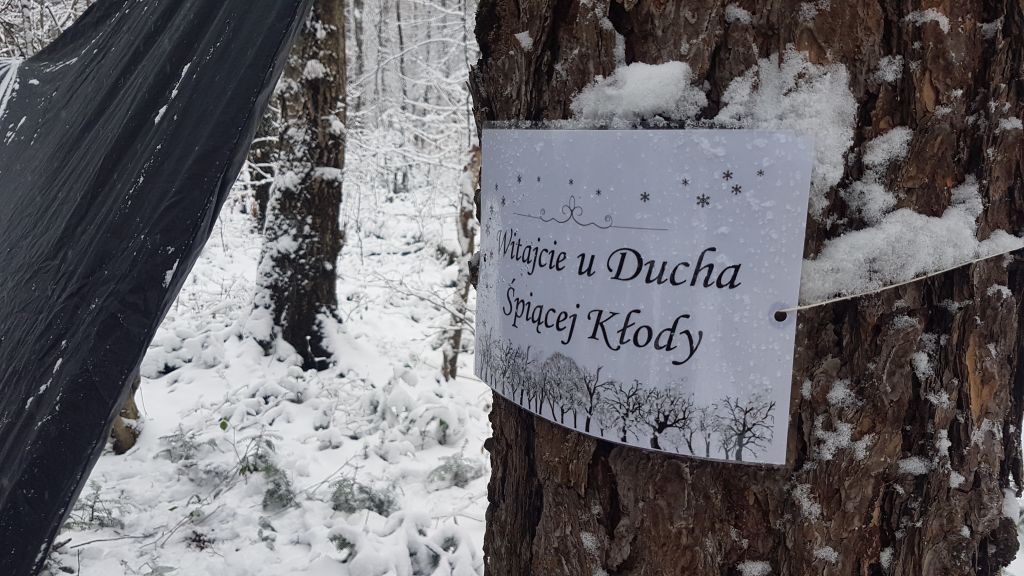 Witajcie u Ducha
Śpiącej Kłody